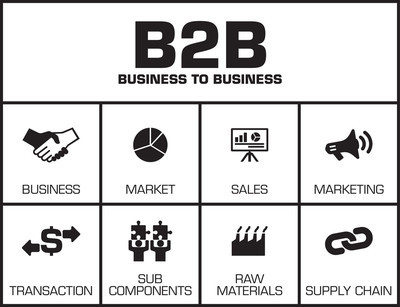 B2B
BUSINESS TO BUSINESS
BUSINESS
MARKET
SALES
MARKETING
TRANSACTION
SUB
COMPONENTS
RAW
MATERIALS
SUPPLY CHAIN